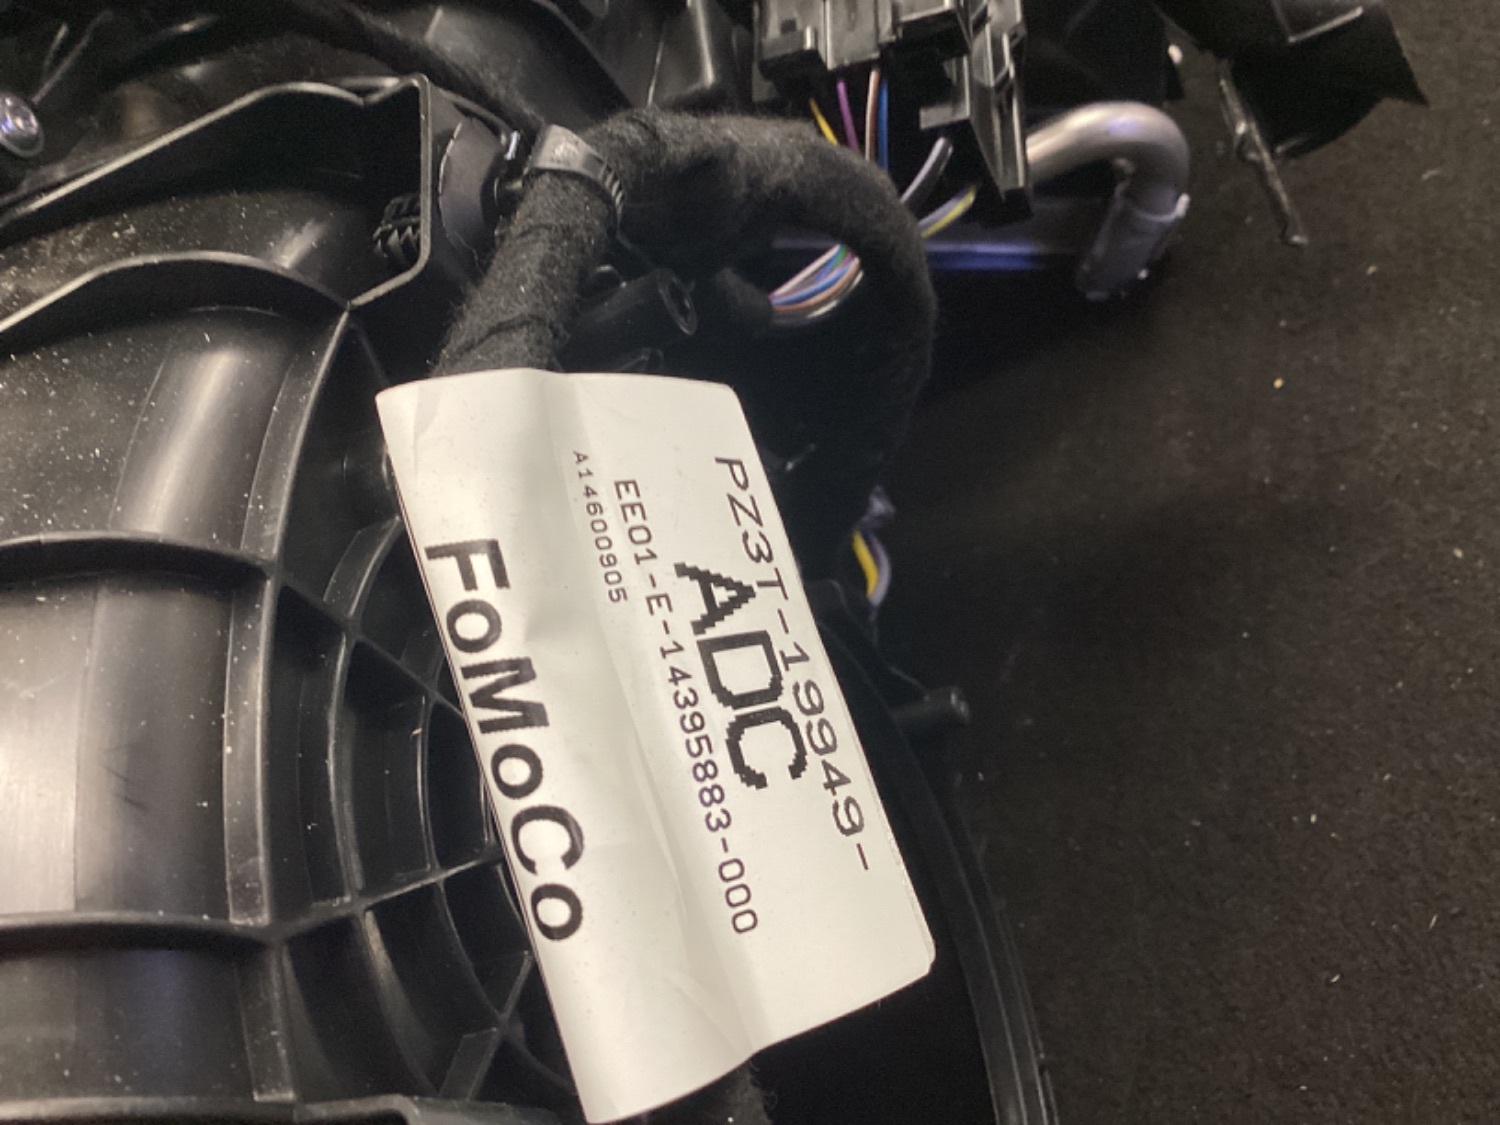 PZ3T-19949-
ADC
EE01-E-14395883-000
A14600905
FoMoCo